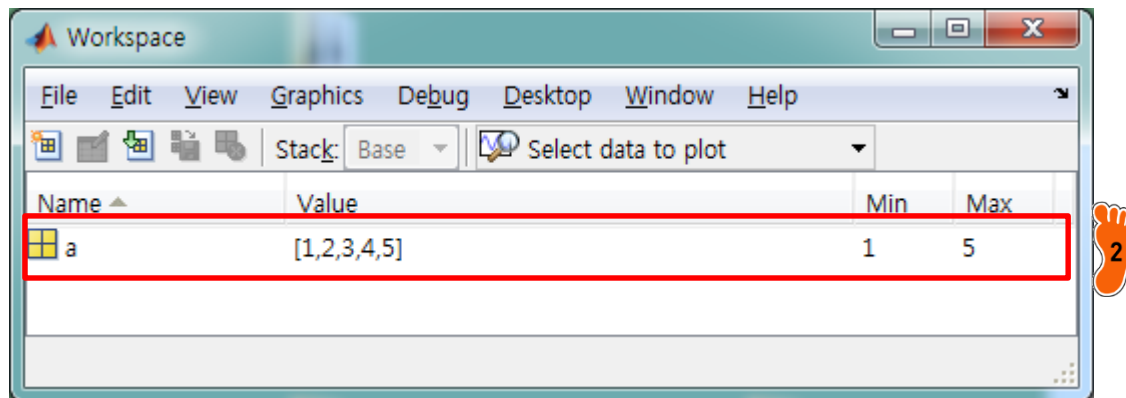 Workspace
File Edit View Graphics Debug Desktop Window Help
Stack: Base Select data to plot
Name Value Min Max
a [1,2,3,4,5] 1 5
2